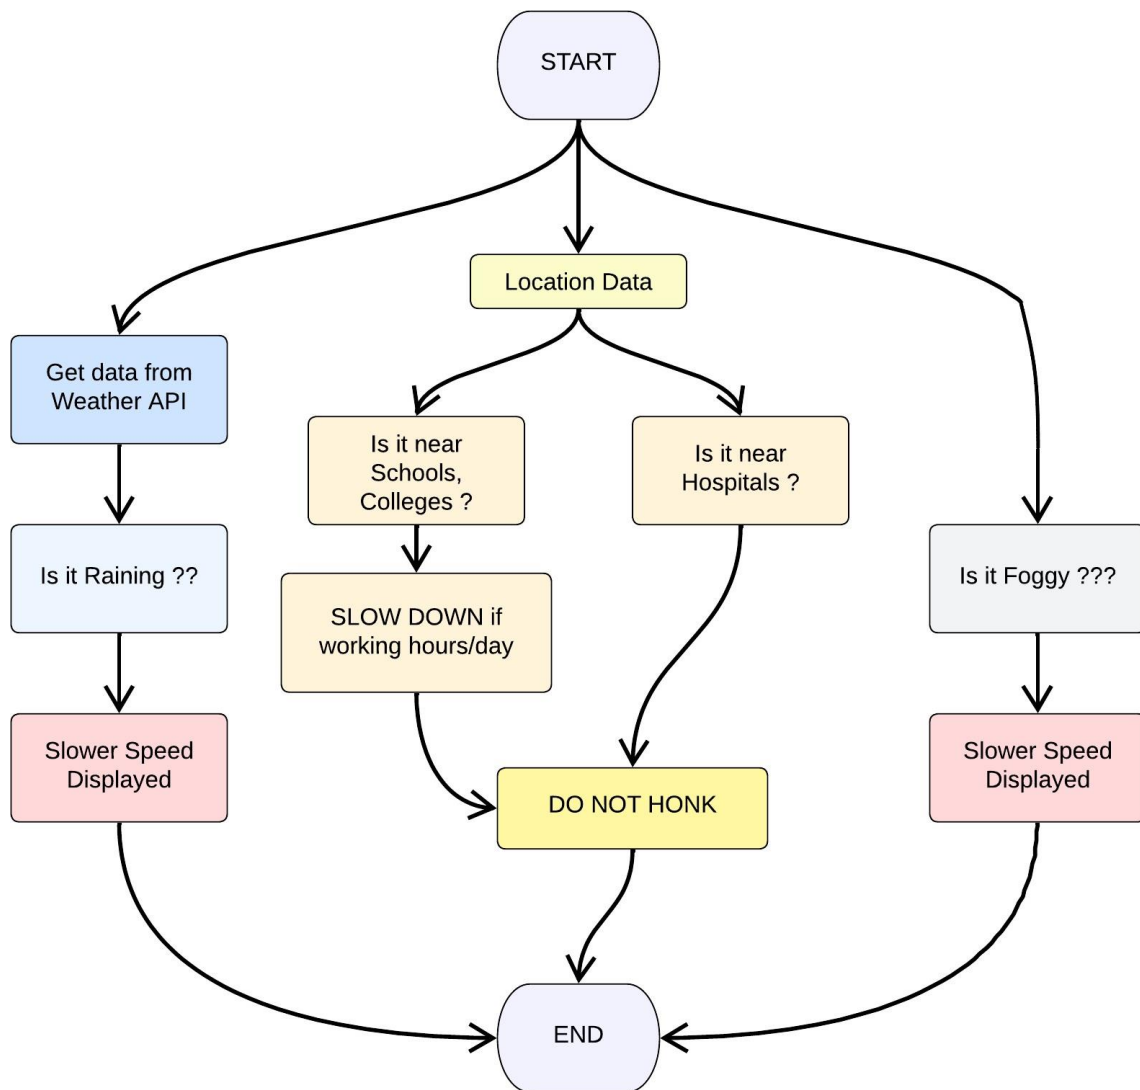 START
Location Data
Get data from
Weather API
Is it near
Schools,
Colleges ?
Is it near
Hospitals ?
Is it Raining ??
Is it Foggy ???
SLOW DOWN if
working hours/day
Slower Speed
Displayed
DO NOT HONK
Slower Speed
Displayed
END